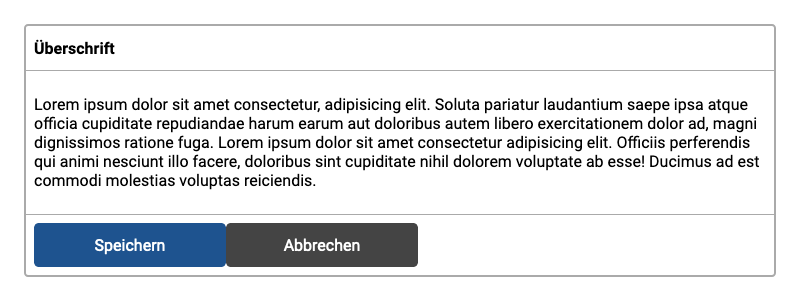 Überschrift
Lorem ipsum dolor sit amet consectetur, adipisicing elit. Soluta pariatur laudantium saepe ipsa atque
officia cupiditate repudiandae harum earum aut doloribus autem libero exercitationem dolor ad, magni
dignissimos ratione fuga. Lorem ipsum dolor sit amet consectetur adipisicing elit. Officiis perferendis
qui animi nesciunt illo facere, doloribus sint cupiditate nihil dolorem voluptate ab esse! Ducimus ad est
commodi molestias voluptas reiciendis.
Speichern Abbrechen